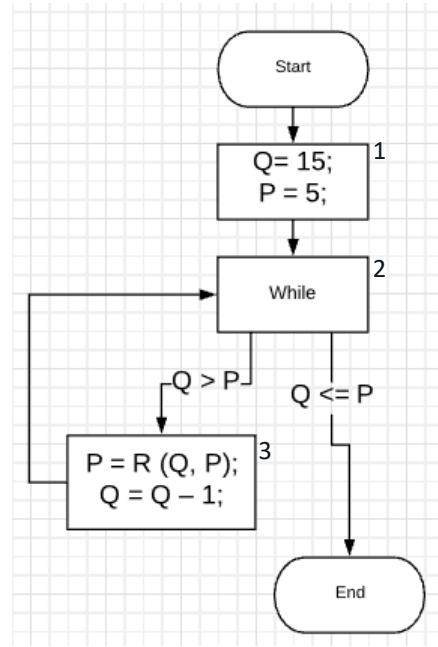 Start
1
Q= 15;
P = 5;
2
While
Q > P
Q <= P
3
P = R (Q, P);
Q = Q – 1;
End